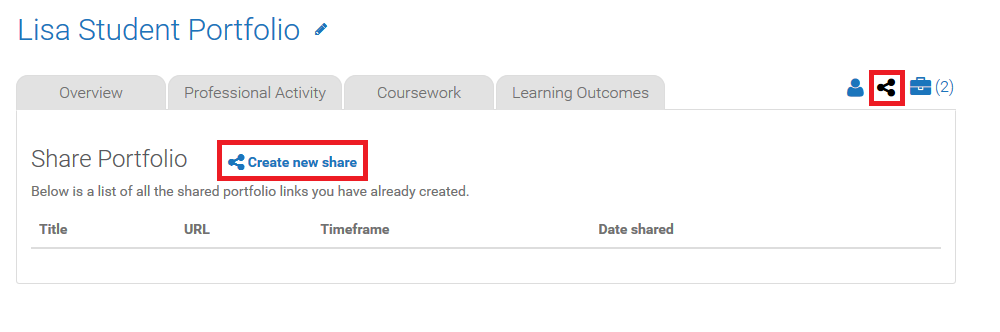 Lisa Student Portfolio
Overview Professional Activity Coursework Learning Outcomes (2)
Share Portfolio Create new share
Below is a list of all the shared portfolio links you have already created.
Title URL Timeframe Date shared